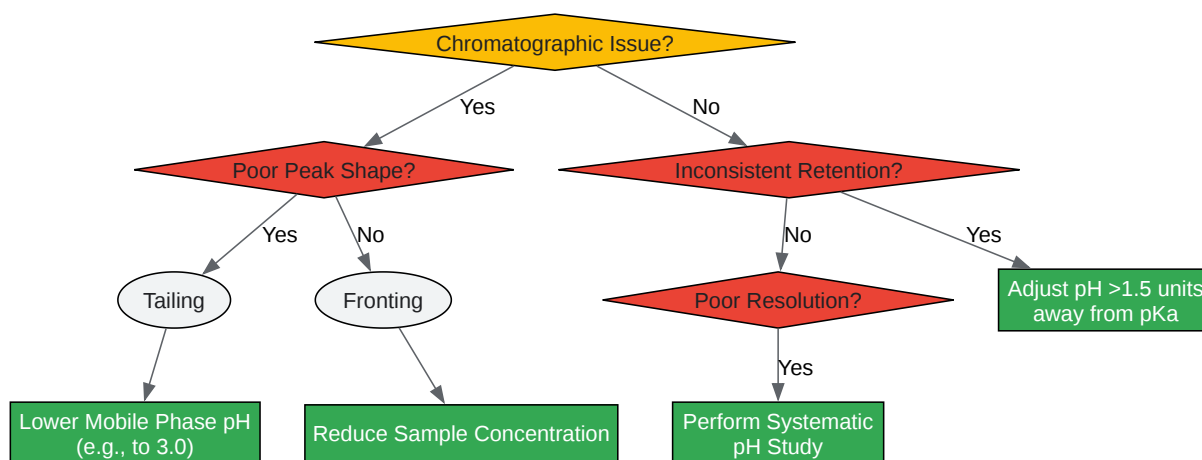 Chromatographic Issue?
Yes
No
Poor Peak Shape?
Inconsistent Retention?
Yes
No
No
Yes
Tailing
Fronting
Poor Resolution?
Adjust pH >1.5 units
away from pKa
Yes
Lower Mobile Phase pH
(e.g., to 3.0)
Reduce Sample Concentration
Perform Systematic
pH Study